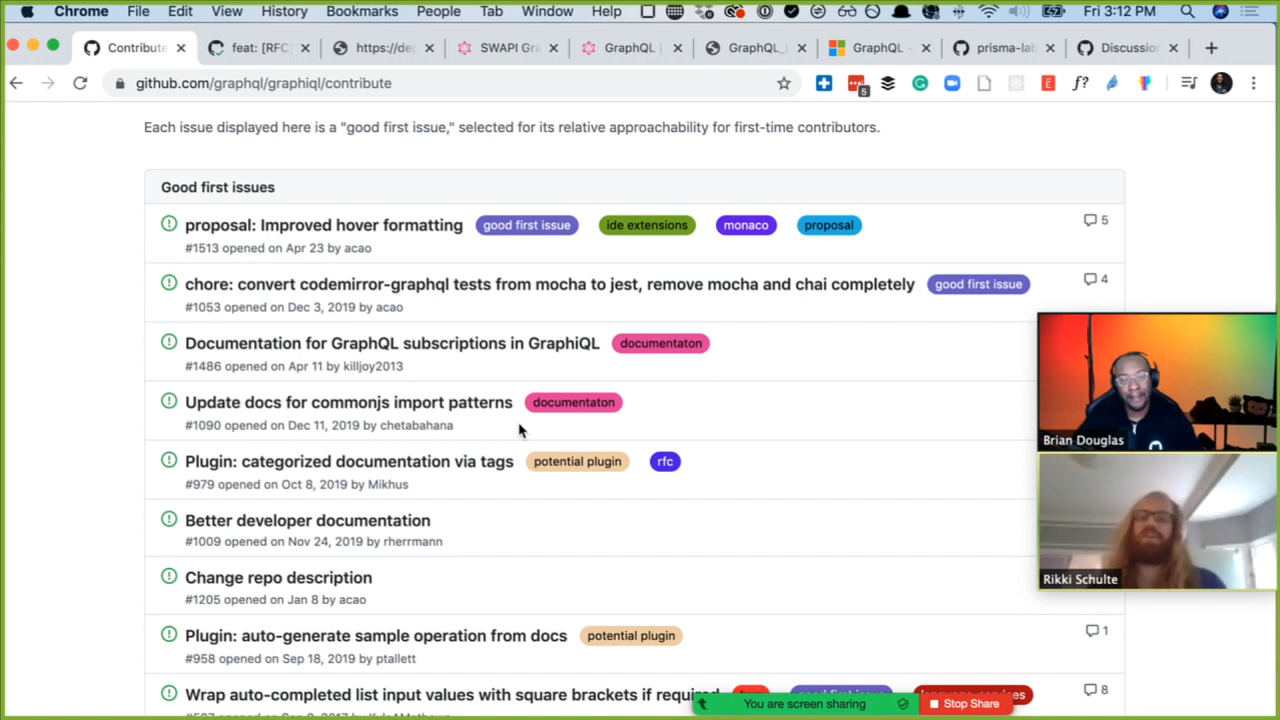 Chrome File Edit View History Bookmarks People Tab Window Help Fri 3:12 PM
Contribute feat: [RFC, https://dep SWAPI Gra GraphQL GraphQL_ GraphQL - prisma-lab Discussion
github.com/graphql/graphiql/contribute 5 f?
Each issue displayed here is a "good first issue," selected for its relative approachability for first-time contributors.
Good first issues
proposal: Improved hover formatting good first issue ide extensions monaco proposal 5
#1513 opened on Apr 23 by acao
chore: convert codemirror-graphql tests from mocha to jest, remove mocha and chai completely good first issue 4
#1053 opened on Dec 3, 2019 by acao
Documentation for GraphQL subscriptions in GraphiQL documentaton
#1486 opened on Apr 11 by killjoy2013
Update docs for commonjs import patterns documentaton
#1090 opened on Dec 11, 2019 by chetabahana
Brian Douglas
Plugin: categorized documentation via tags potential plugin rfc
#979 opened on Oct 8, 2019 by Mikhus
Better developer documentation
#1009 opened on Nov 24, 2019 by rherrmann
Change repo description
Rikki Schulte
#1205 opened on Jan 8 by acao
Plugin: auto-generate sample operation from docs potential plugin 1
#958 opened on Sep 18, 2019 by ptallett
Wrap auto-completed list input values with square brackets if required 8
You are screen sharing Stop Share